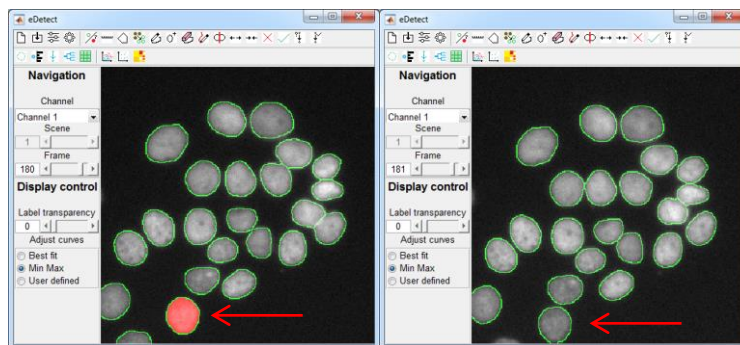 eDetect
Navigation
Channel
Channel 1
Scene
1
Frame
180
Display control
Label transparency
0
Adjust curves
Best fit
Min Max
User defined
eDetect
Navigation
Channel
Channel 1
Scene
1
Frame
181
Display control
Label transparency
0
Adjust curves
Best fit
Min Max
User defined